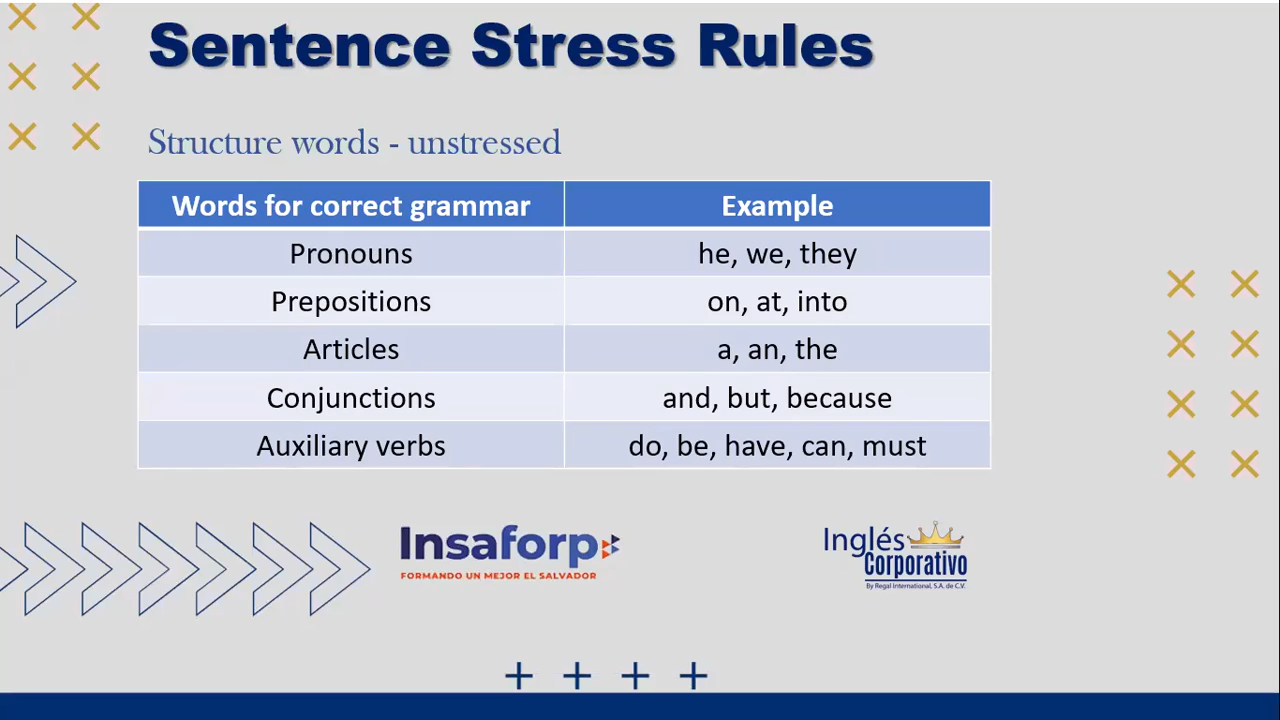 Sentence Stress Rules
Structure words - unstressed
Words for correct grammar Example
Pronouns he, we, they
Prepositions on, at, into
Articles a, an, the
Conjunctions and, but, because
Auxiliary verbs do, be, have, can, must
Insaforp
FORMANDO UN MEJOR EL SALVADOR
Inglés
Corporativo
By Regal International, S.A. de C.V.